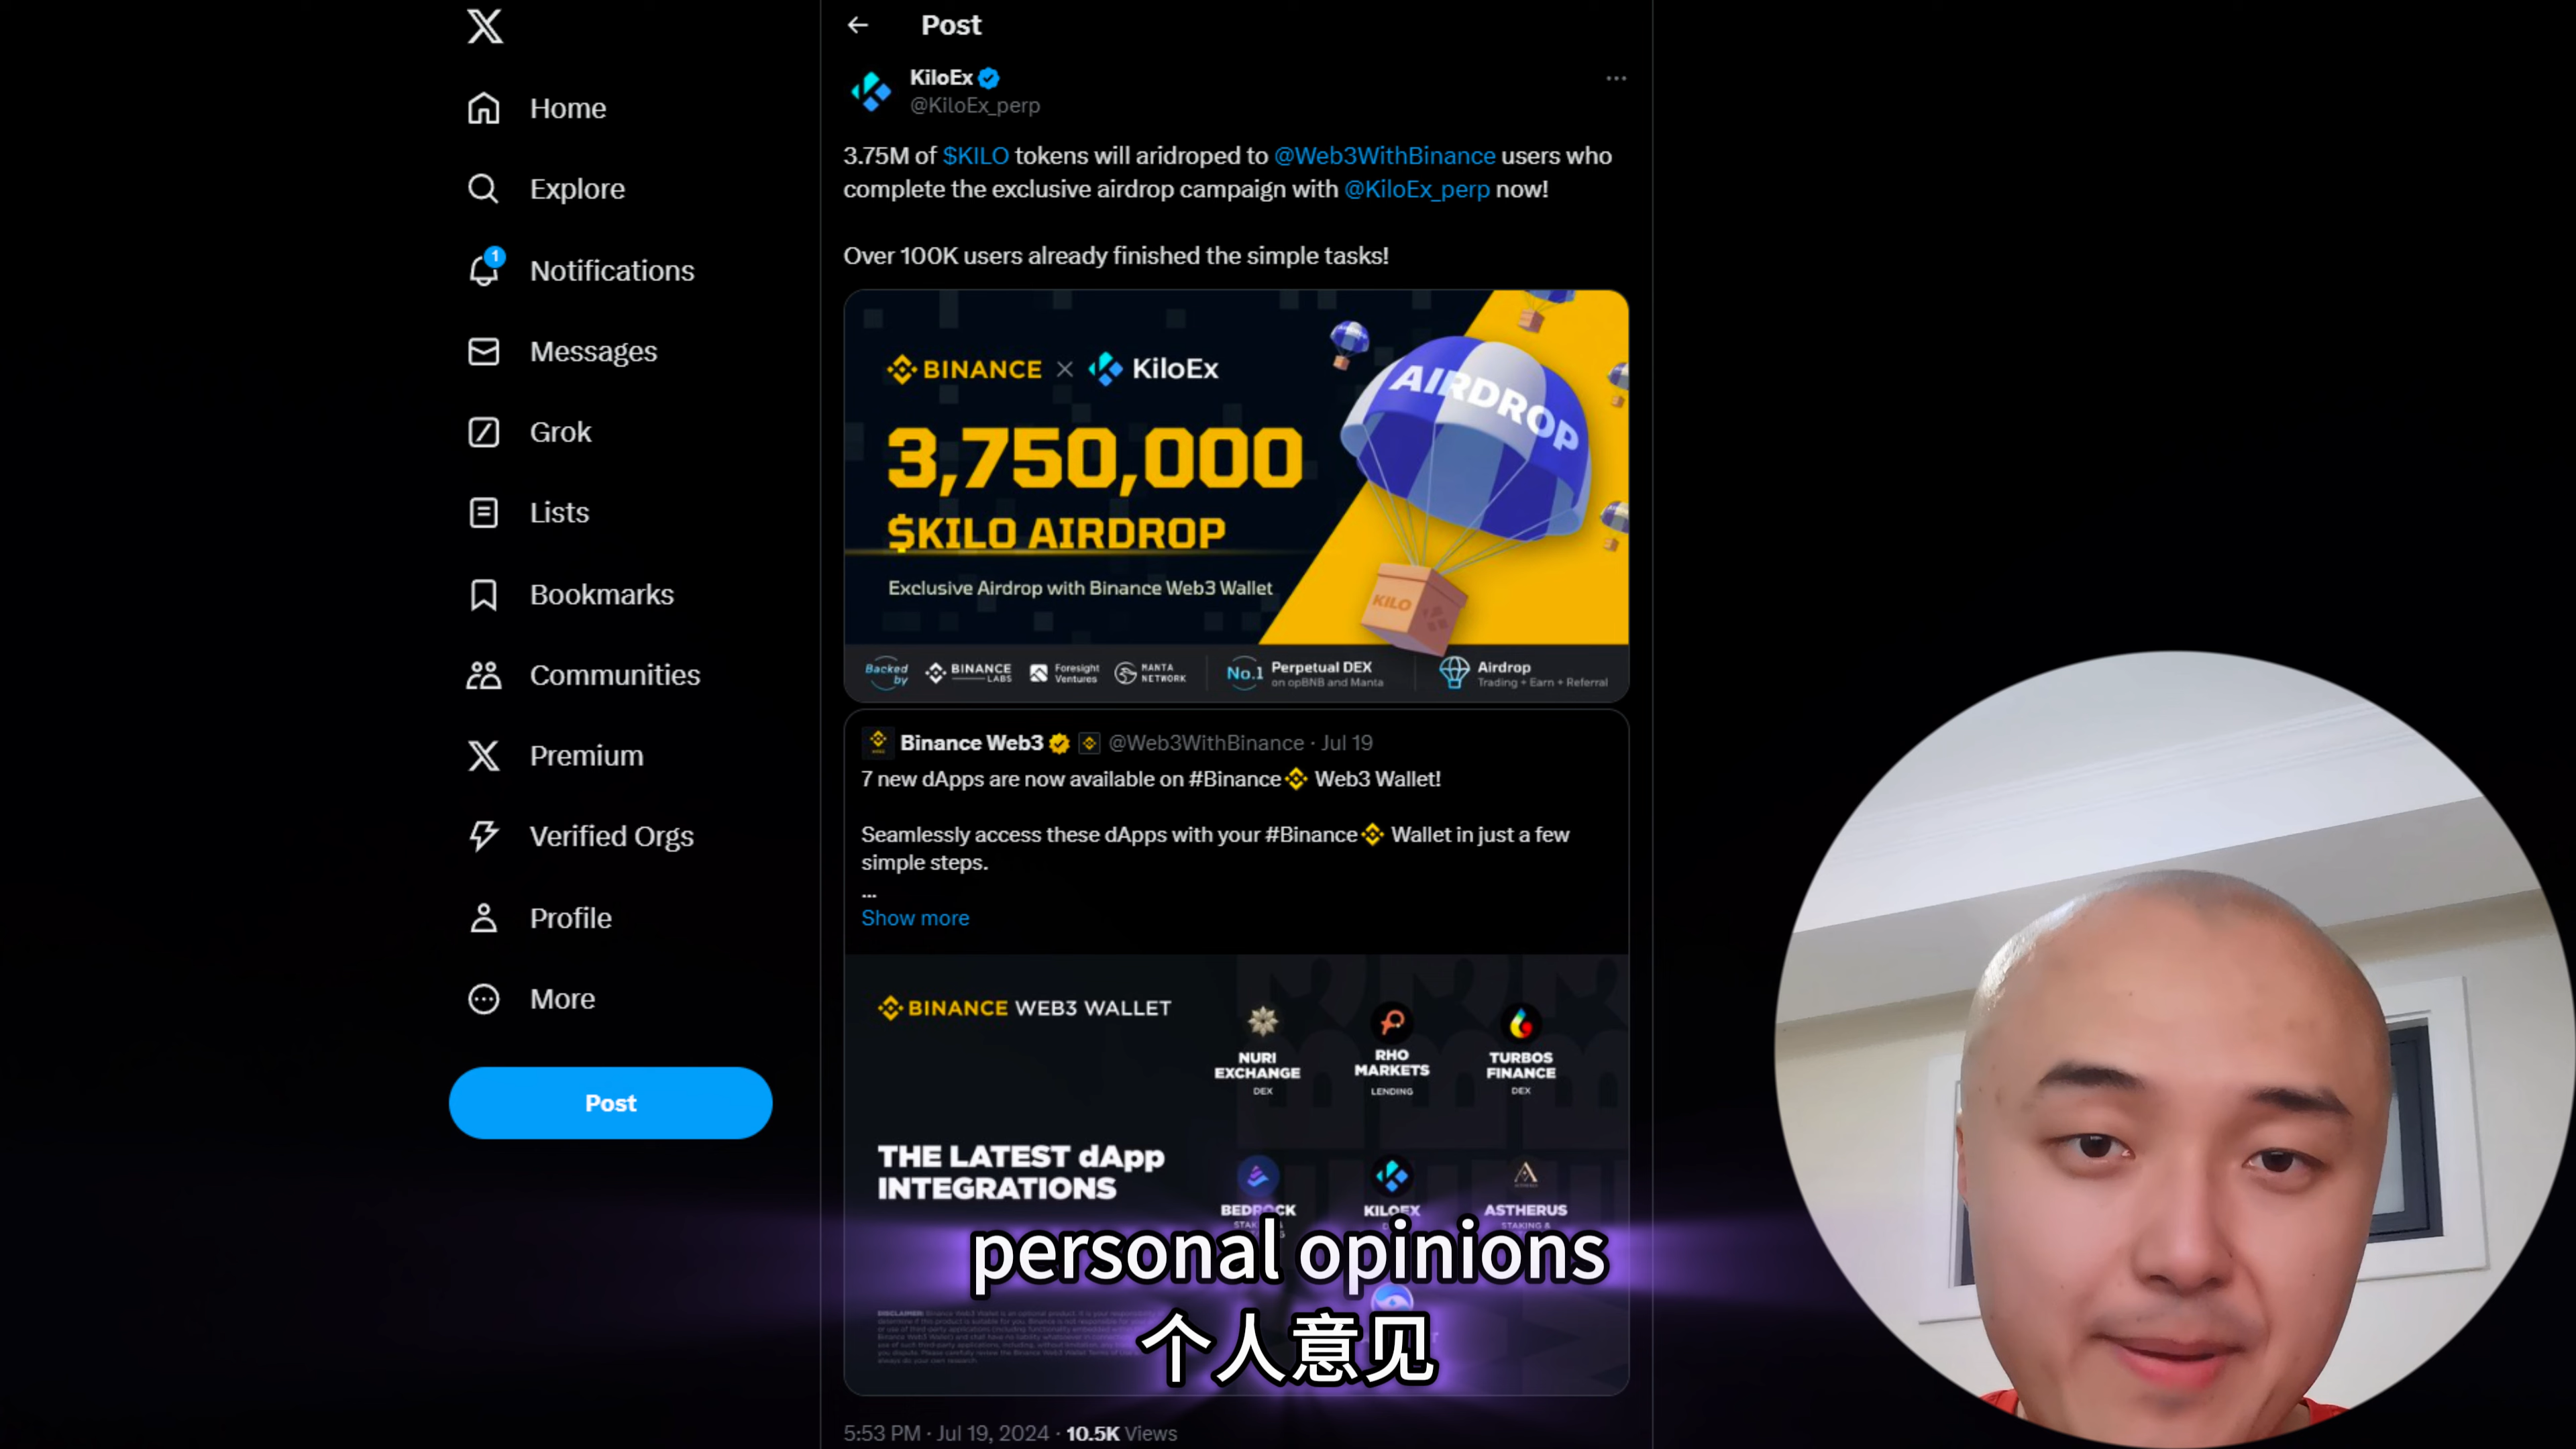 Post
KiloEx
@KiloEx_perp
Home
Explore
1
Notifications
Messages
Grok
Lists
Bookmarks
Communities
Premium
Verified Orgs
Profile
More
Post
3.75M of $KILO tokens will aridroped to @Web3WithBinance users who
complete the exclusive airdrop campaign with @KiloEx_perp now!
Over 100K users already finished the simple tasks!
BINANCE X KiloEx
3,750,000
$KILO AIRDROP
Exclusive Airdrop with Binance Web3 Wallet
AIRDROP
KILO
Backed by
BINANCE LABS
Foresight Ventures
MANTA NETWORK
No.1 Perpetual DEX
on opBNB and Manta
Airdrop
Trading + Earn + Referral
Binance Web3 @Web3WithBinance · Jul 19
7 new dApps are now available on #Binance Web3 Wallet!
Seamlessly access these dApps with your #Binance Wallet in just a few
simple steps.
...
Show more
BINANCE WEB3 WALLET
THE LATEST dApp
INTEGRATIONS
NURI
EXCHANGE
DEX
RHO
MARKETS
LENDING
TURBOS
FINANCE
DEX
BEDROCK
KILOEX
ASTHERUS
STAKING &
personal opinions
个人意见
5:53 PM · Jul 19, 2024 · 10.5K Views